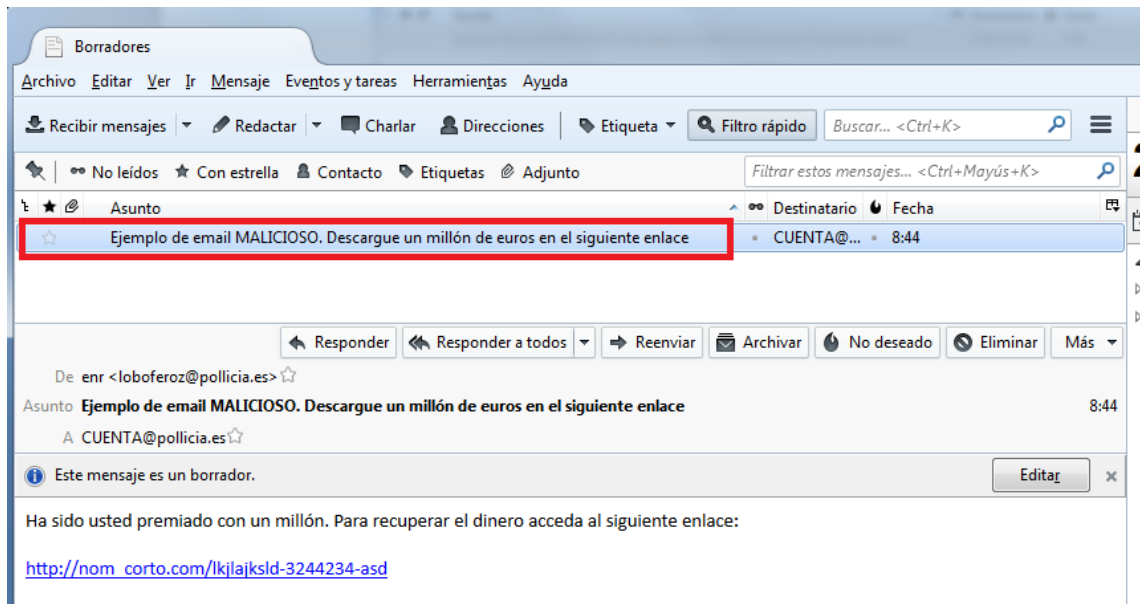 Borradores
Archivo Editar Ver Ir Mensaje Eventos y tareas Herramientas Ayuda
Recibir mensajes Redactar Charlar Direcciones Etiqueta Filtro rápido Buscar... <Ctrl+K>
No leídos Con estrella Contacto Etiquetas Adjunto Filtrar estos mensajes... <Ctrl+Mayús+K>
Asunto Destinatario Fecha
Ejemplo de email MALICIOSO. Descargue un millón de euros en el siguiente enlace CUENTA@... 8:44
Responder Responder a todos Reenviar Archivar No deseado Eliminar Más
De enr <loboferoz@pollicia.es>
Asunto Ejemplo de email MALICIOSO. Descargue un millón de euros en el siguiente enlace 8:44
A CUENTA@pollicia.es
Este mensaje es un borrador. Editar
Ha sido usted premiado con un millón. Para recuperar el dinero acceda al siguiente enlace:
http://nom_corto.com/lkjlajksld-3244234-asd